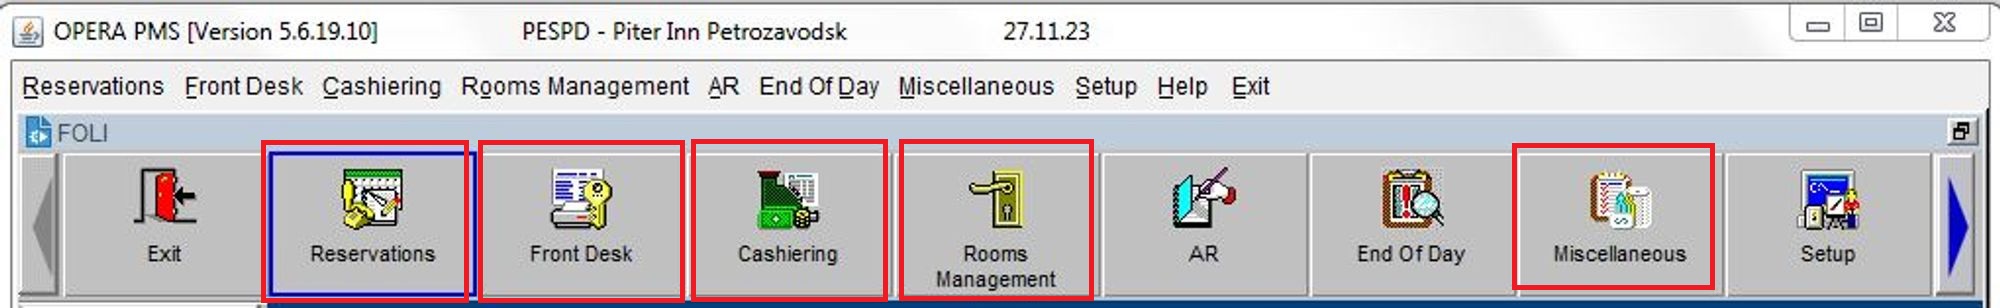 OPERA PMS [Version 5.6.19.10] PESPD - Piter Inn Petrozavodsk 27.11.23
Reservations Front Desk Cashiering Rooms Management AR End Of Day Miscellaneous Setup Help Exit
FOLI
Exit Reservations Front Desk Cashiering Rooms AR End Of Day Miscellaneous Setup
Management